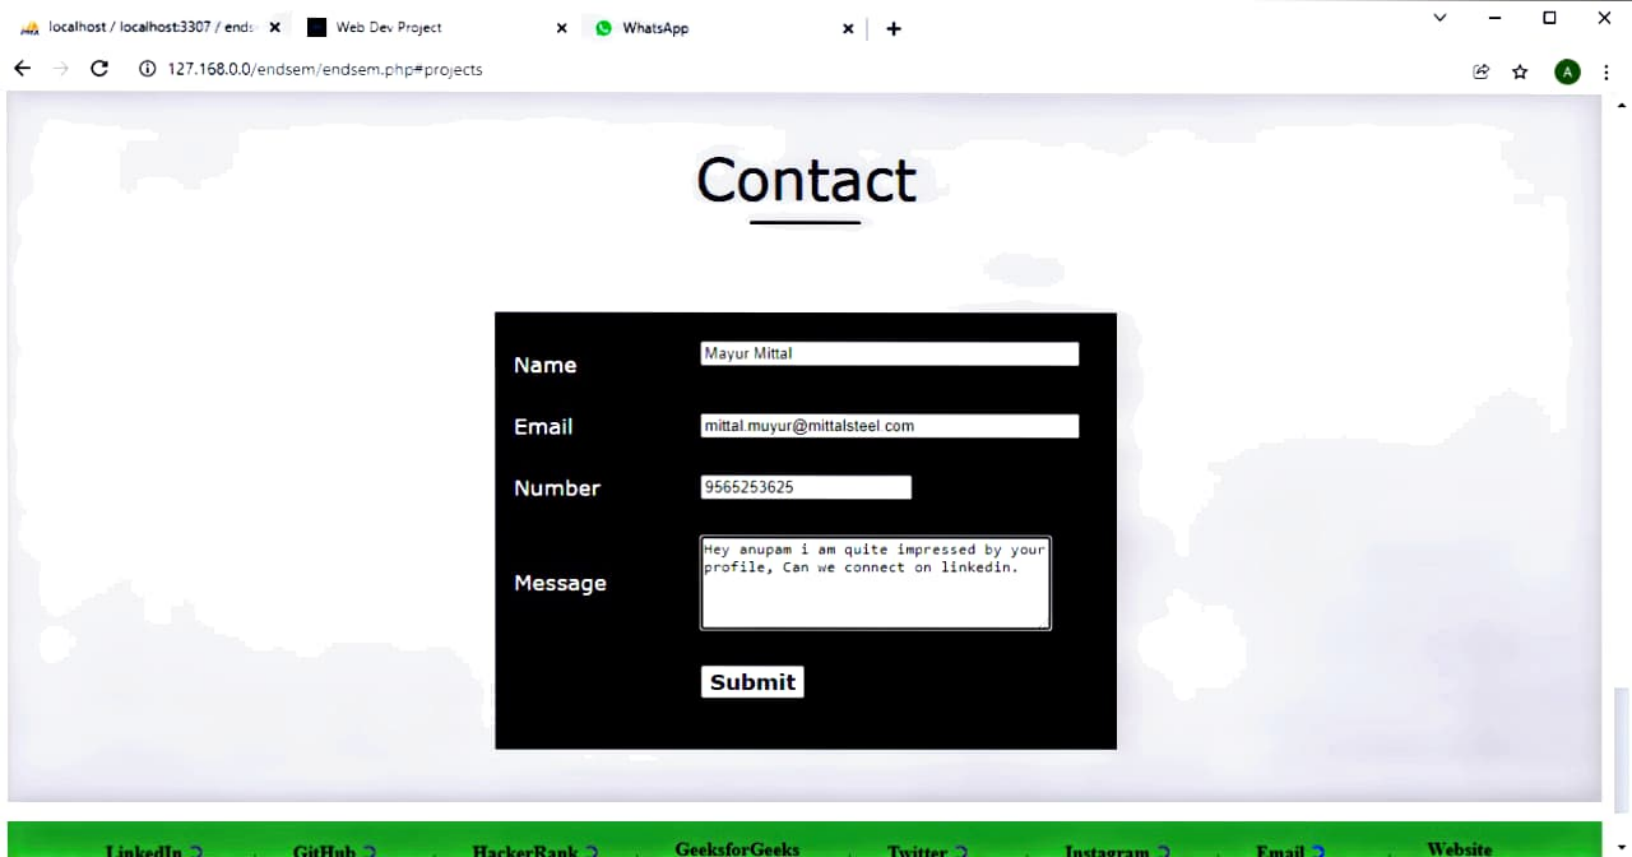 localhost / localhost:3307 / ends
Web Dev Project
WhatsApp
127.168.0.0/endsem/endsem.php#projects
A
Contact
Name
Mayur Mittal
Email
mittal.muyur@mittalsteel.com
Number
9565253625
Message
Hey anupam i am quite impressed by your
profile, Can we connect on linkedin.
Submit
LinkedIn
GitHub
HackerRank
GeeksforGeeks
Twitter
Instagram
Email
Website